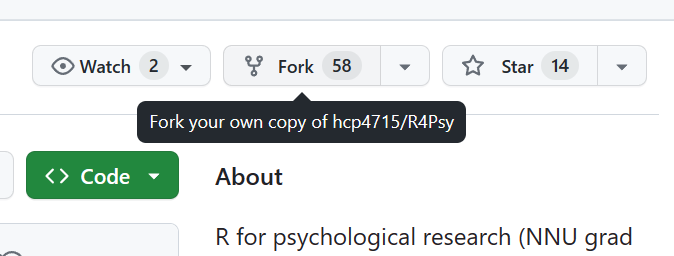 Watch 2
Fork 58
Star 14
Fork your own copy of hcp4715/R4Psy
Code
About
R for psychological research (NNU grad